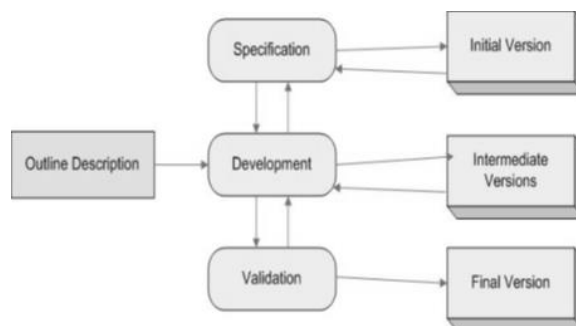 Specification
Initial Version
Outline Description
Development
Intermediate
Versions
Validation
Final Version